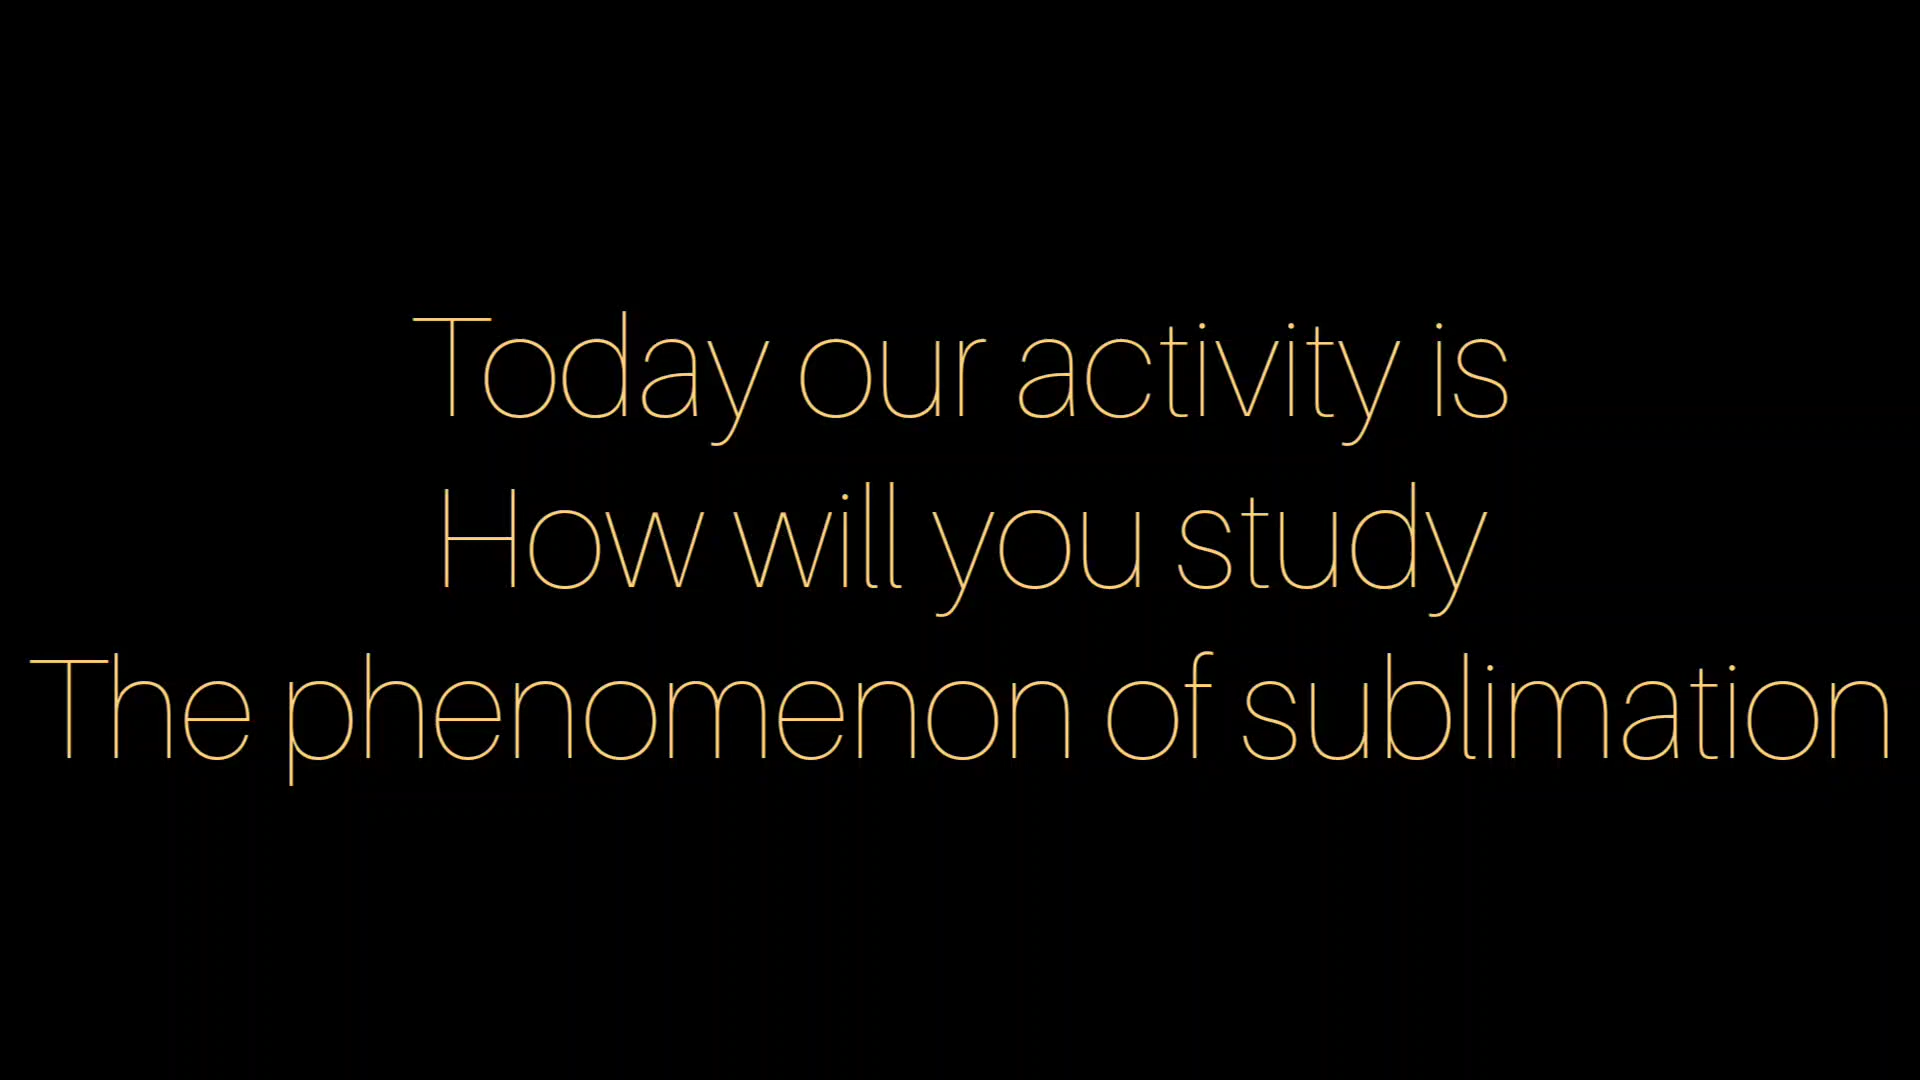 Today our activity is
How will you study
The phenomenon of sublimation